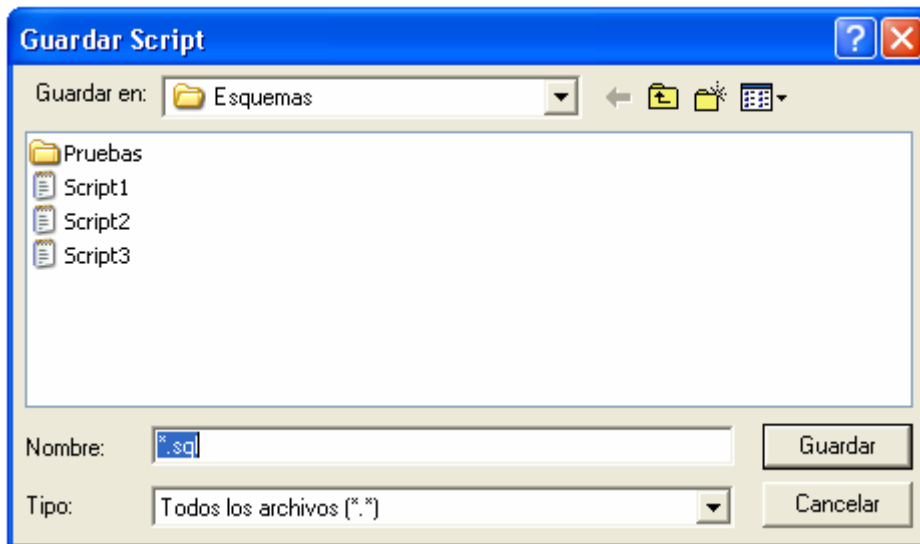 Guardar Script
Guardar en: Esquemas
Pruebas
Script1
Script2
Script3
Nombre: *.sql
Guardar
Tipo: Todos los archivos (*.*)
Cancelar